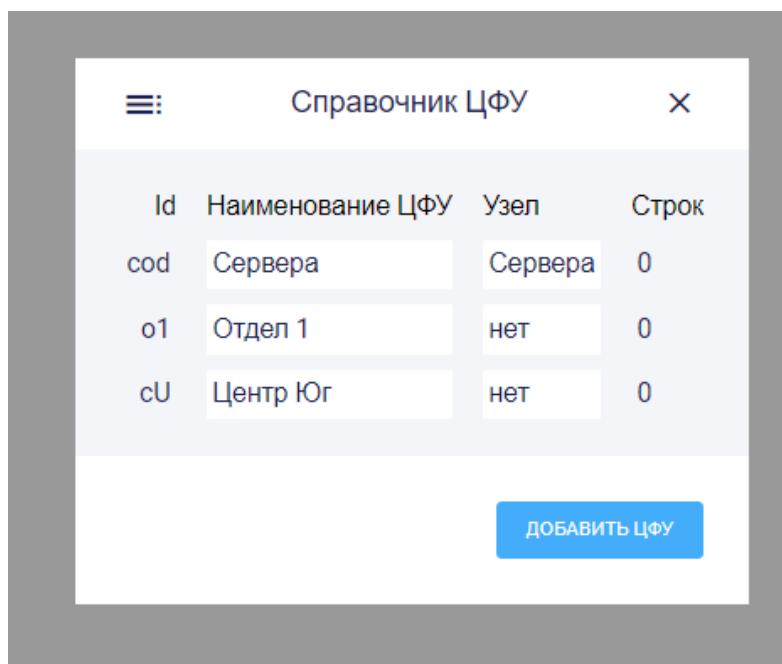 Справочник ЦФУ
Id Наименование ЦФУ Узел Строк
cod Сервера Сервера 0
o1 Отдел 1 нет 0
cU Центр Юг нет 0
ДОБАВИТЬ ЦФУ